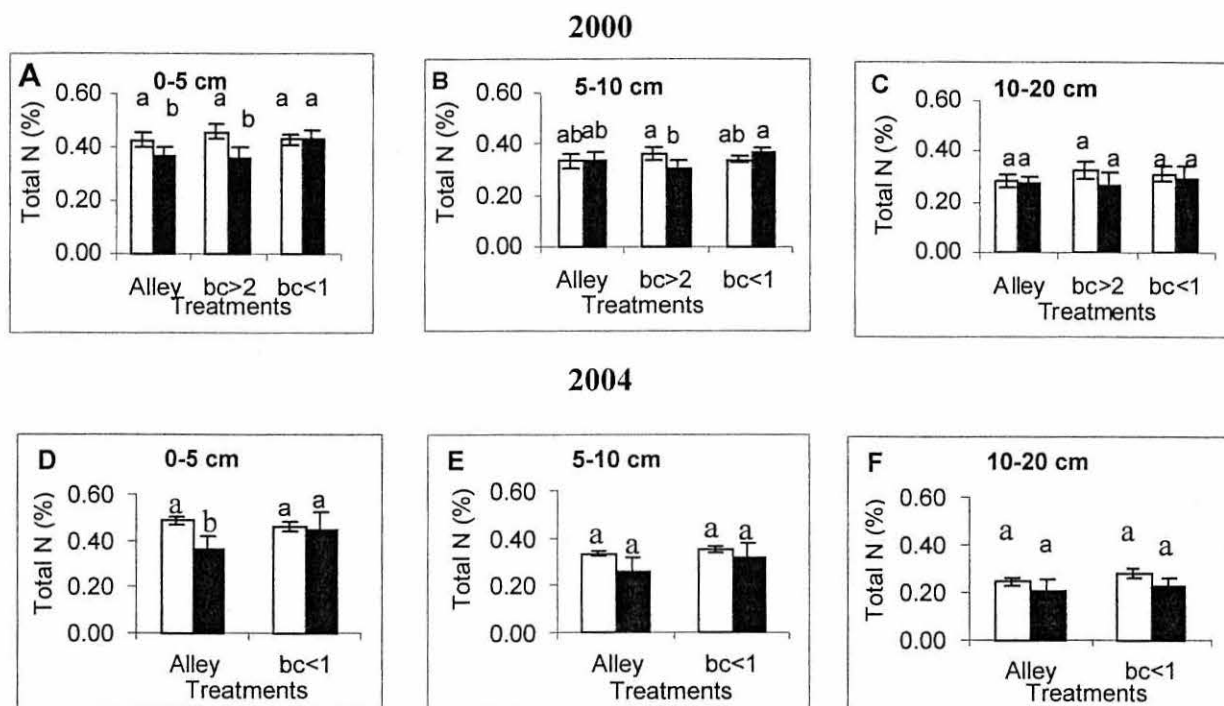 2000
A 0-5 cm
Total N (%)
0.60
0.40
0.20
0.00
a b a b a a
Alley bc>2 bc<1
Treatments
B 5-10 cm
Total N (%)
0.60
0.40
0.20
0.00
ab ab a b ab a
Alley bc>2 bc<1
Treatments
C 10-20 cm
Total N (%)
0.60
0.40
0.20
0.00
a a a a a a
Alley bc>2 bc<1
Treatments
2004
D 0-5 cm
Total N (%)
0.60
0.40
0.20
0.00
a b a a
Alley bc<1
Treatments
E 5-10 cm
Total N (%)
0.60
0.40
0.20
0.00
a a a a
Alley bc<1
Treatments
F 10-20 cm
Total N (%)
0.60
0.40
0.20
0.00
a a a a
Alley bc<1
Treatments